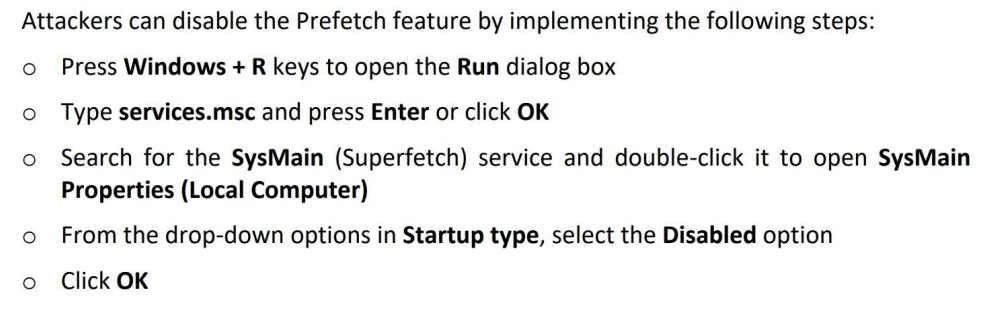 Attackers can disable the Prefetch feature by implementing the following steps:
o Press Windows + R keys to open the Run dialog box
o Type services.msc and press Enter or click OK
o Search for the SysMain (Superfetch) service and double-click it to open SysMain
Properties (Local Computer)
o From the drop-down options in Startup type, select the Disabled option
o Click OK